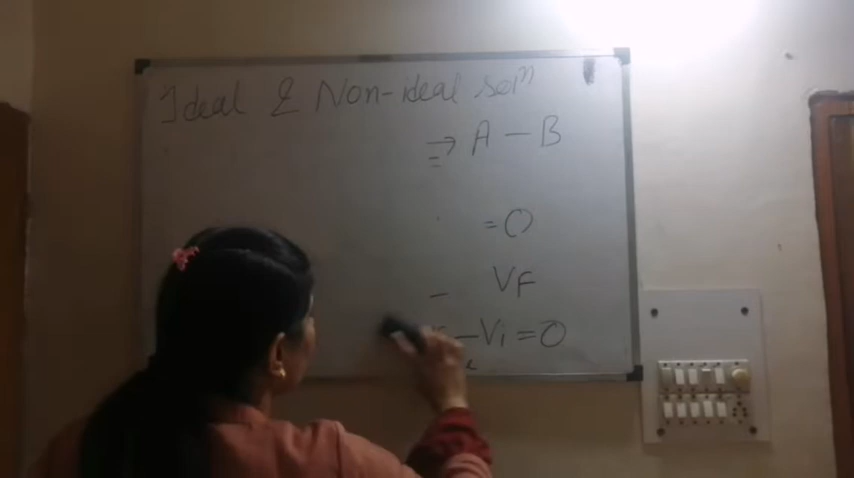 Ideal & Non-ideal solⁿ
⇒ A — B
= 0
— VF
— Vi = 0